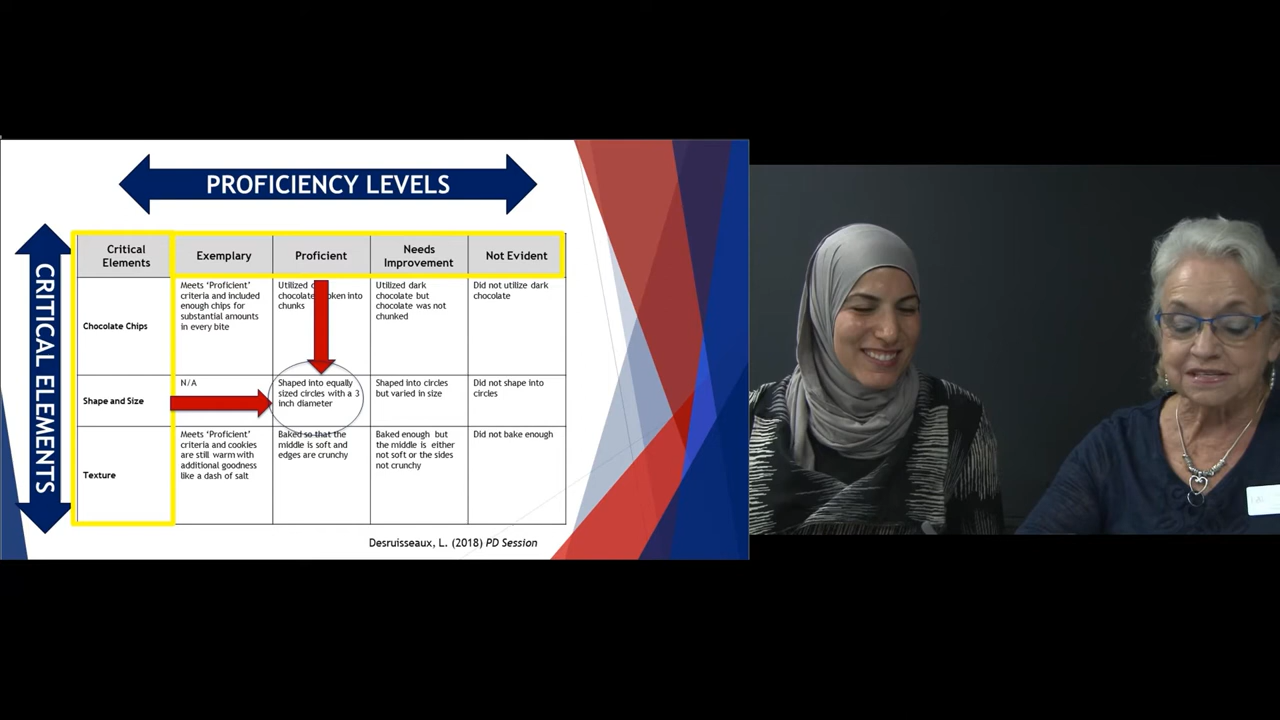 PROFICIENCY LEVELS
CRITICAL ELEMENTS
Critical
Elements
Exemplary
Proficient
Needs
Improvement
Not Evident
Chocolate Chips
Meets 'Proficient'
criteria and included
enough chips for
substantial amounts
in every bite
Utilized
chocolate into
chunks
Utilized dark
chocolate but
chocolate was not
chunked
Did not utilize dark
chocolate
Shape and Size
N/A
Shaped into equally
sized circles with a 3
inch diameter
Shaped into circles
but varied in size
Did not shape into
circles
Texture
Meets 'Proficient'
criteria and cookies
are still warm with
additional goodness
like a dash of salt
Baked so that the
middle is soft and
edges are crunchy
Baked enough but
the middle is either
not soft or the sides
not crunchy
Did not bake enough
Desruisseaux, L. (2018) PD Session